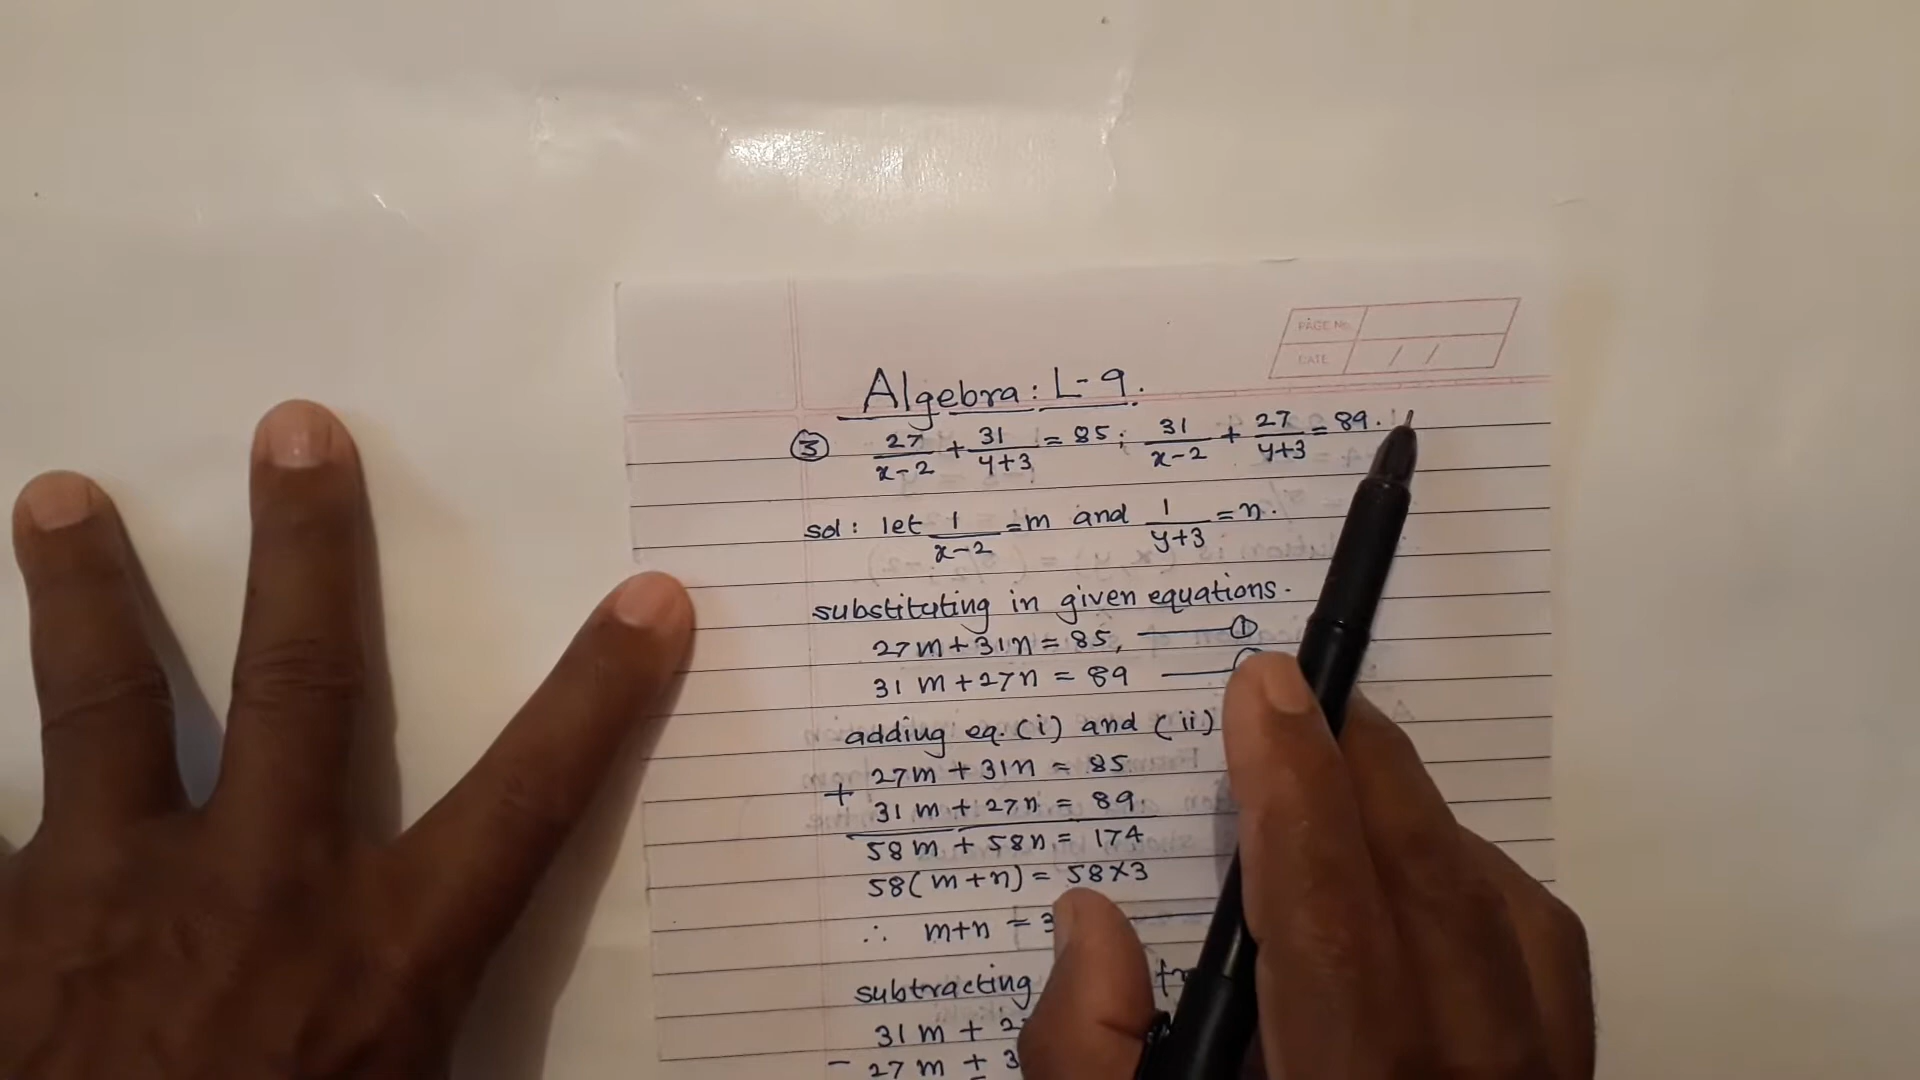 PAGE No.
DATE / /
Algebra: L-9.
③ 27/x-2 + 31/y+3 = 85; 31/x-2 + 27/y+3 = 89.
sol: let 1/x-2 = m and 1/y+3 = n.
substituting in given equations.
27m + 31n = 85, ①
31m + 27n = 89
adding eq. (i) and (ii)
27m + 31n = 85
+ 31m + 27n = 89
58m + 58n = 174
58(m+n) = 58×3
∴ m+n = 3
subtracting
31m +
- 27m ±